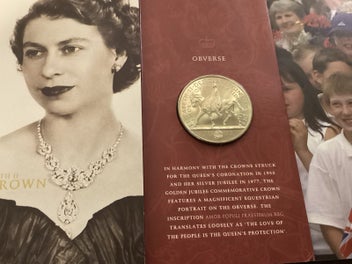 TH II
CROWN
OBVERSE
IN HARMONY WITH THE CROWNS STRUCK
FOR THE QUEEN'S CORONATION IN 1953
AND HER SILVER JUBILEE IN 1977, THE
GOLDEN JUBILEE COMMEMORATIVE CROWN
FEATURES A MAGNIFICENT EQUESTRIAN
PORTRAIT ON THE OBVERSE. THE
INSCRIPTION AMOR POPULI PRAESIDIUM REG
TRANSLATES LOOSELY AS 'THE LOVE OF
THE PEOPLE IS THE QUEEN'S PROTECTION'